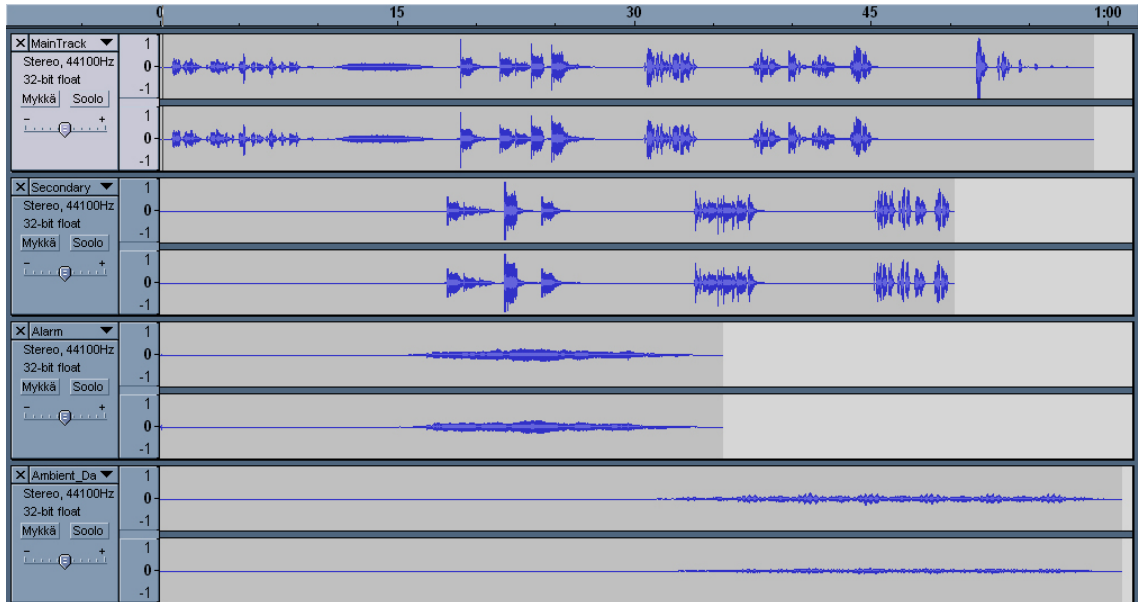 0 15 30 45 1:00
MainTrack
Stereo, 44100Hz
32-bit float
Mykkä Soolo
- +
1
0
-1
1
0
-1
Secondary
Stereo, 44100Hz
32-bit float
Mykkä Soolo
- +
1
0
-1
1
0
-1
Alarm
Stereo, 44100Hz
32-bit float
Mykkä Soolo
- +
1
0
-1
1
0
-1
Ambient_Da
Stereo, 44100Hz
32-bit float
Mykkä Soolo
- +
1
0
-1
1
0
-1